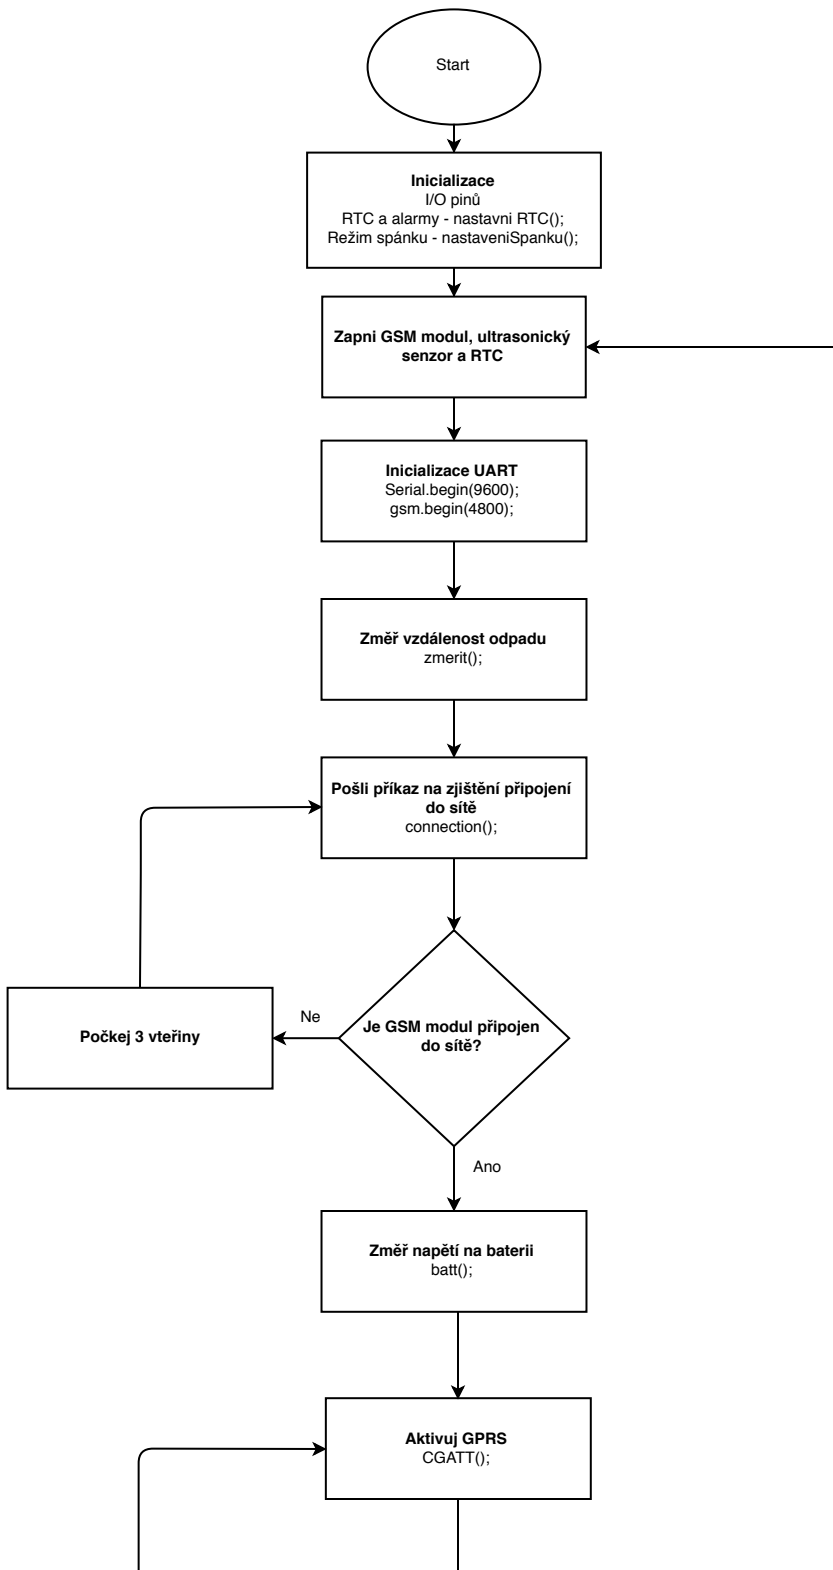 Start
Inicializace
I/O pinů
RTC a alarmy - nastavni RTC();
Režim spánku - nastaveniSpanku();
Zapni GSM modul, ultrasonický
senzor a RTC
Inicializace UART
Serial.begin(9600);
gsm.begin(4800);
Změř vzdálenost odpadu
zmerit();
Pošli příkaz na zjištění připojení
do sítě
connection();
Je GSM modul připojen
do sítě?
Ne
Počkej 3 vteřiny
Ano
Změř napětí na baterii
batt();
Aktivuj GPRS
CGATT();